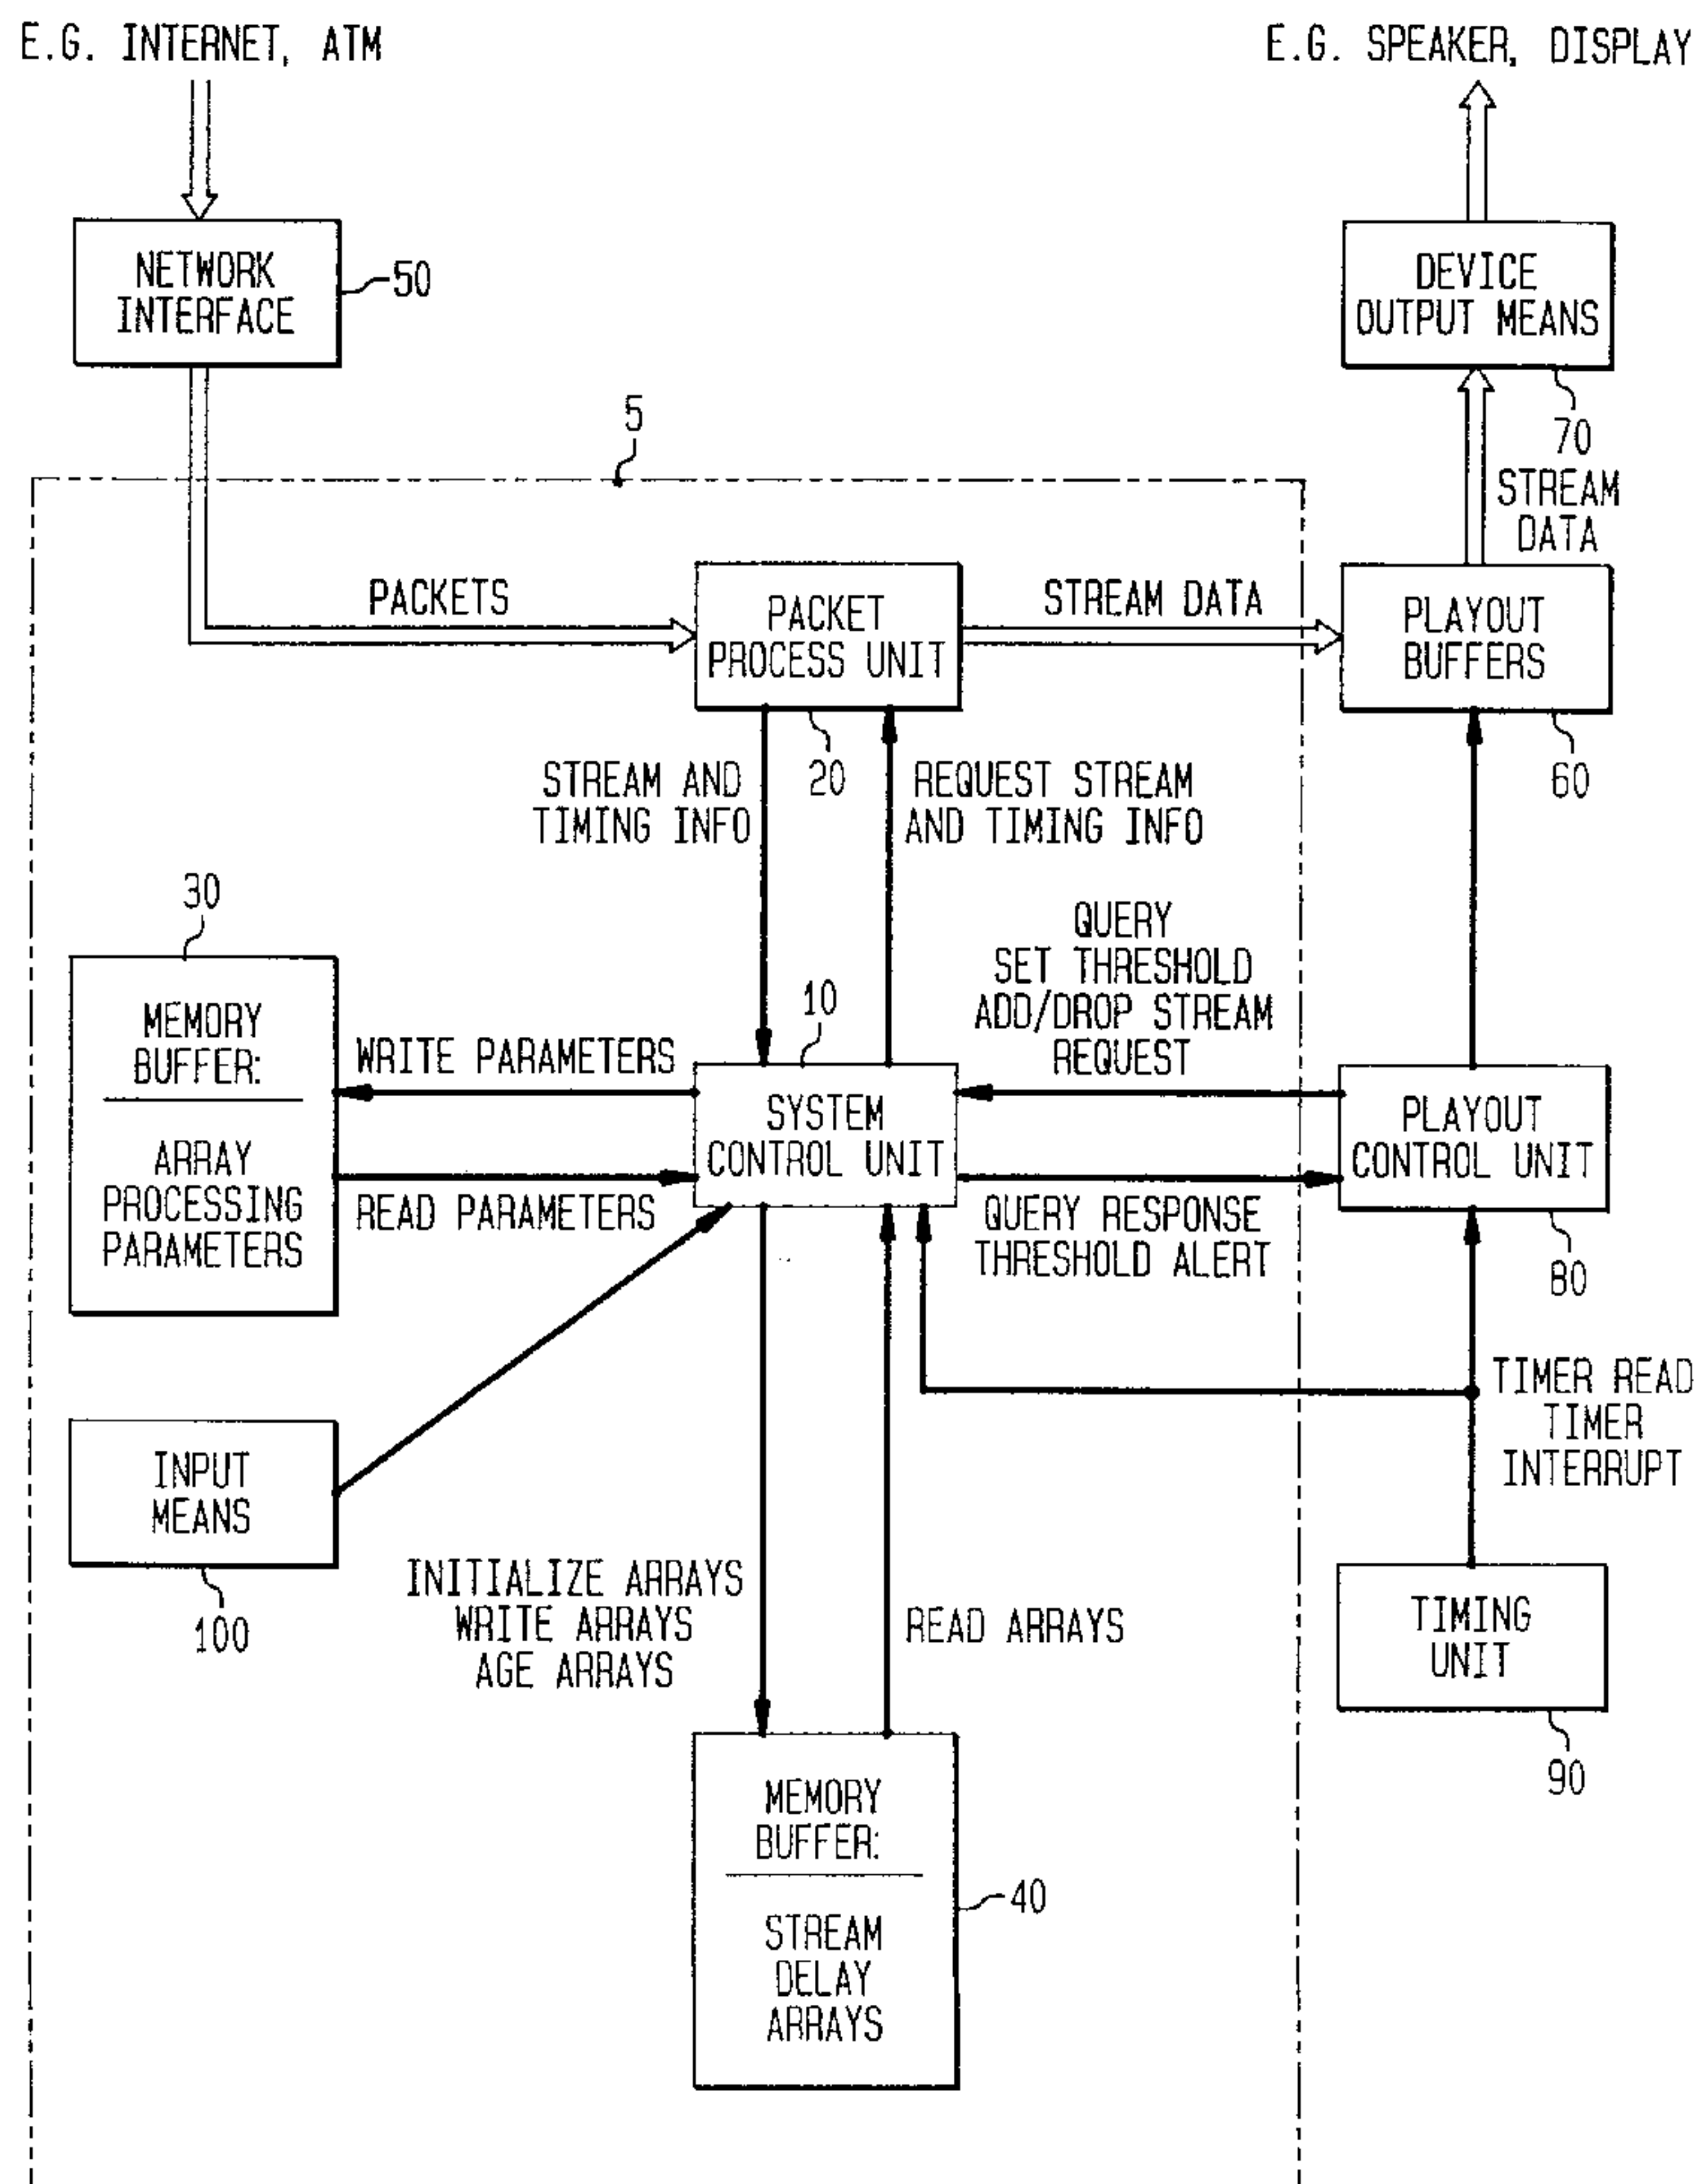 E.G. INTERNET, ATM
E.G. SPEAKER, DISPLAY
NETWORK
INTERFACE
50
DEVICE
OUTPUT MEANS
70
5
STREAM
DATA
PACKETS
PACKET
PROCESS UNIT
20
STREAM DATA
PLAYOUT
BUFFERS
60
STREAM AND
TIMING INFO
REQUEST STREAM
AND TIMING INFO
30
MEMORY
BUFFER:
ARRAY
PROCESSING
PARAMETERS
WRITE PARAMETERS
READ PARAMETERS
10
SYSTEM
CONTROL UNIT
QUERY
SET THRESHOLD
ADD/DROP STREAM
REQUEST
QUERY RESPONSE
THRESHOLD ALERT
PLAYOUT
CONTROL UNIT
80
TIMER READ
TIMER
INTERRUPT
INPUT
MEANS
100
INITIALIZE ARRAYS
WRITE ARRAYS
AGE ARRAYS
READ ARRAYS
TIMING
UNIT
90
MEMORY
BUFFER:
STREAM
DELAY
ARRAYS
40